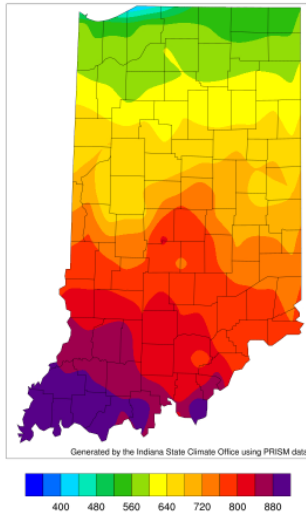 Generated by the Indiana State Climate Office using PRISM data
400 480 560 640 720 800 880